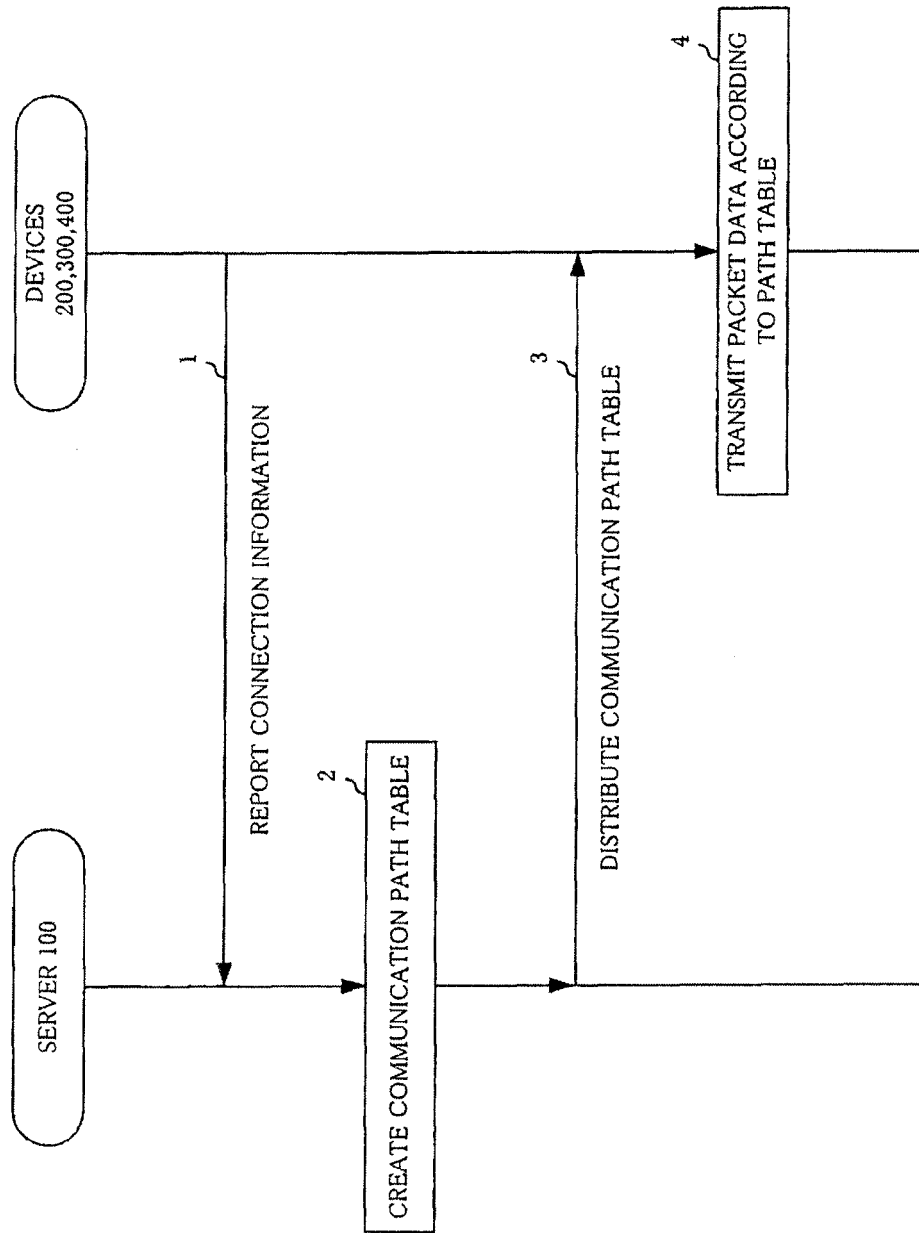 SERVER 100
DEVICES
200,300,400
1
REPORT CONNECTION INFORMATION
2
CREATE COMMUNICATION PATH TABLE
3
DISTRIBUTE COMMUNICATION PATH TABLE
4
TRANSMIT PACKET DATA ACCORDING
TO PATH TABLE